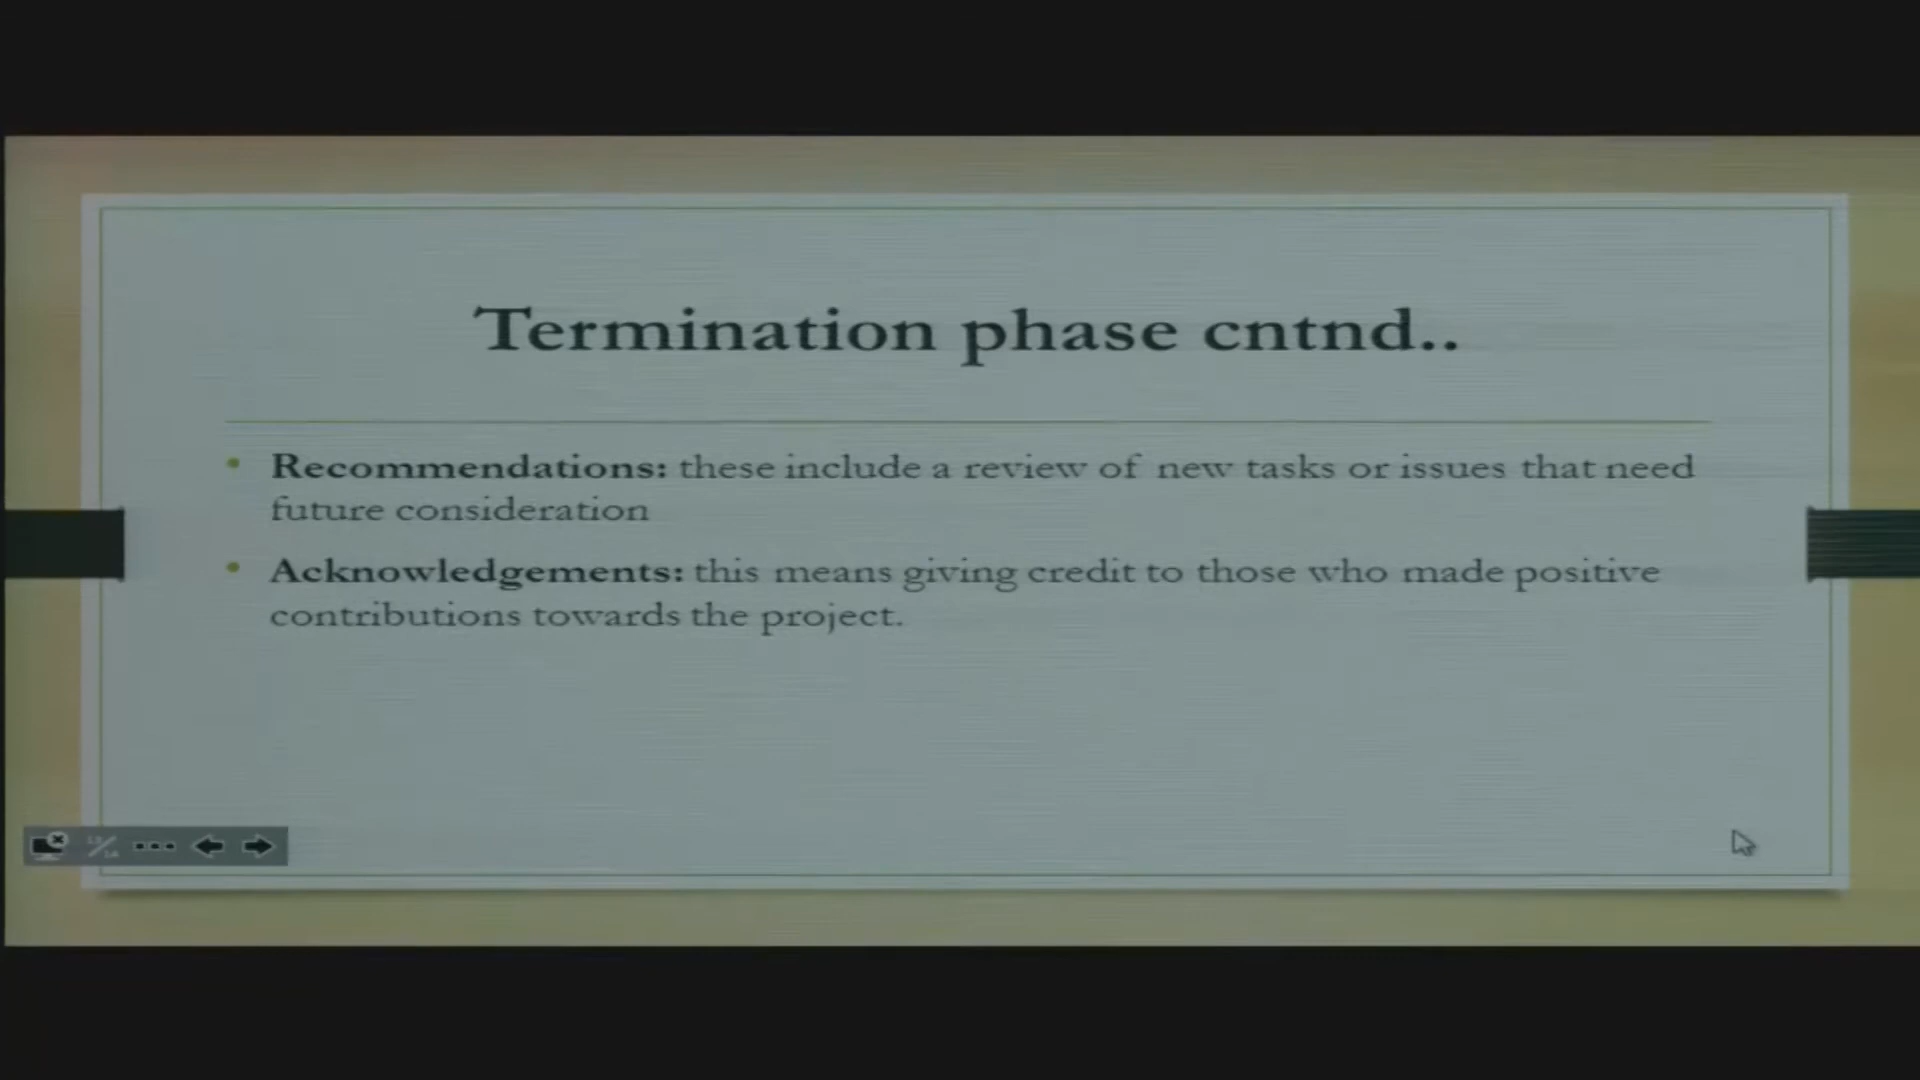 Termination phase cntnd..
• Recommendations: these include a review of new tasks or issues that need
future consideration
• Acknowledgements: this means giving credit to those who made positive
contributions towards the project.